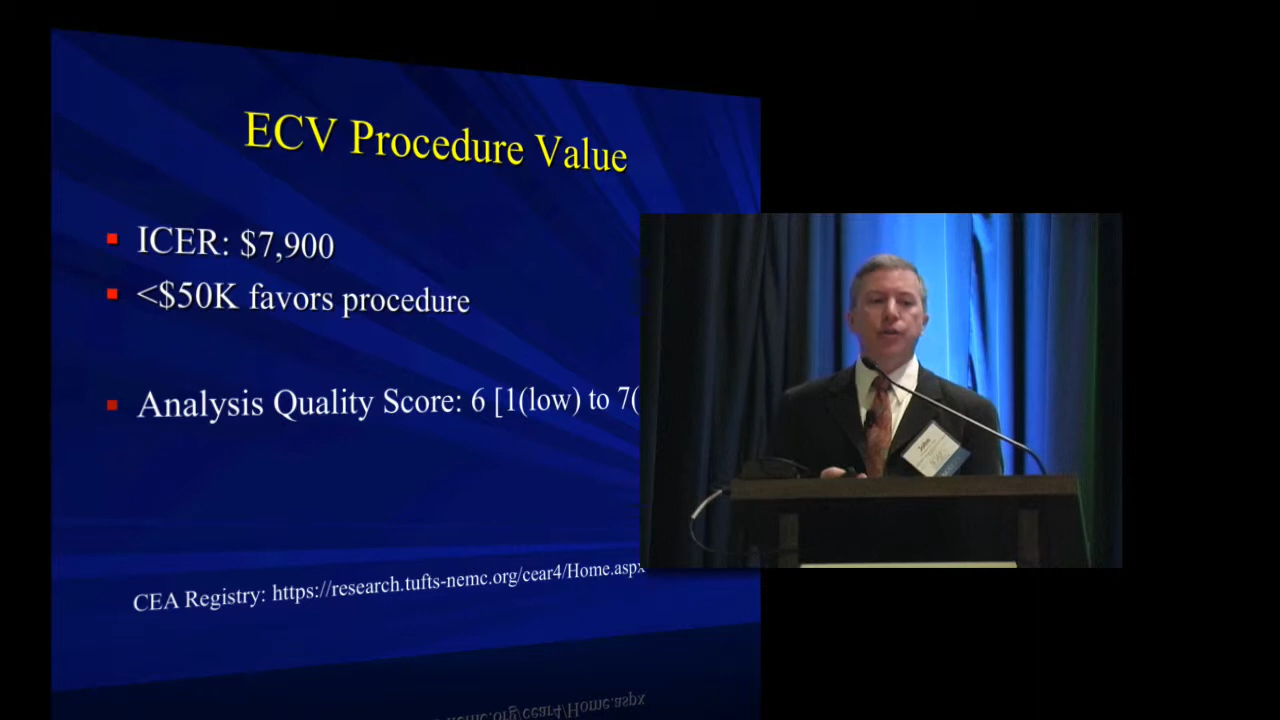 ECV Procedure Value
ICER: $7,900
<$50K favors procedure
Analysis Quality Score: 6 [1(low) to 7(
CEA Registry: https://research.tufts-nemc.org/cear4/Home.aspx
John